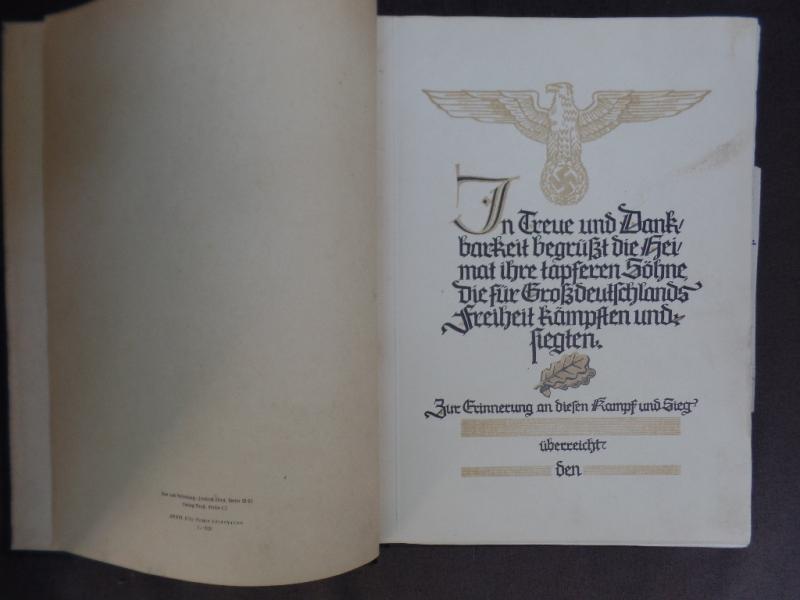 In Treue und Dank/
barkeit begrüßt die Hei/
mat ihre tapferen Söhne,
die für Großdeutschlands
Freiheit kämpften und
siegten.
Zur Erinnerung an diesen Kampf und Sieg
überreicht
den